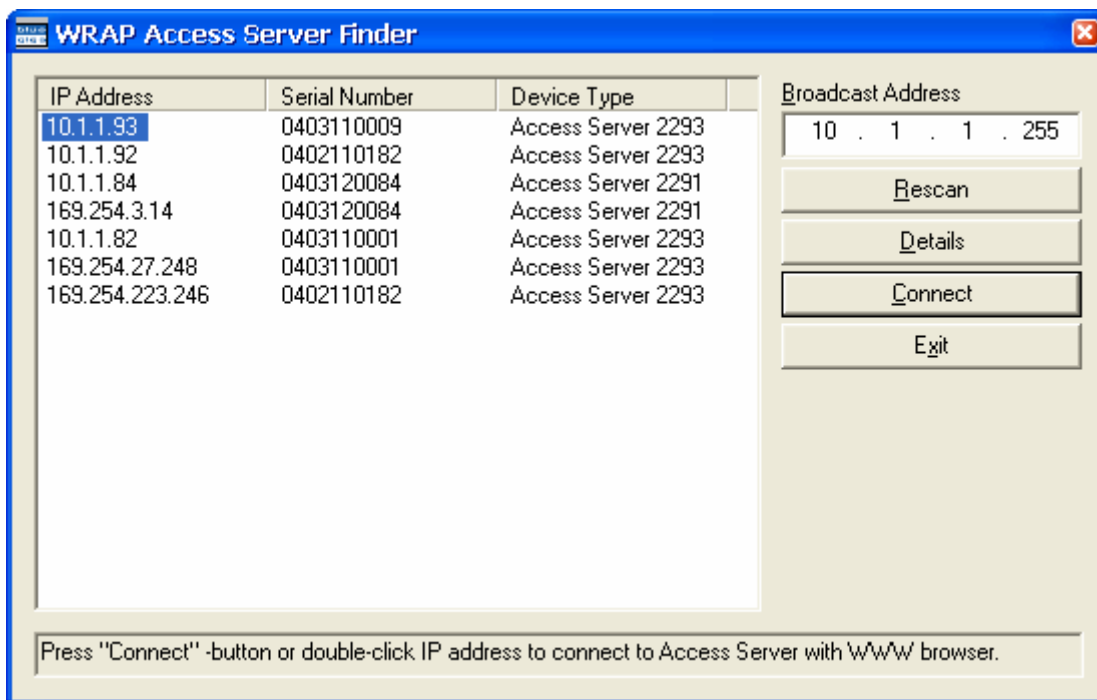 WRAP Access Server Finder
IP Address Serial Number Device Type
10.1.1.93 0403110009 Access Server 2293
10.1.1.92 0402110182 Access Server 2293
10.1.1.84 0403120084 Access Server 2291
169.254.3.14 0403120084 Access Server 2291
10.1.1.82 0403110001 Access Server 2293
169.254.27.248 0403110001 Access Server 2293
169.254.223.246 0402110182 Access Server 2293
Broadcast Address
10 . 1 . 1 . 255
Rescan
Details
Connect
Exit
Press "Connect" -button or double-click IP address to connect to Access Server with WWW browser.